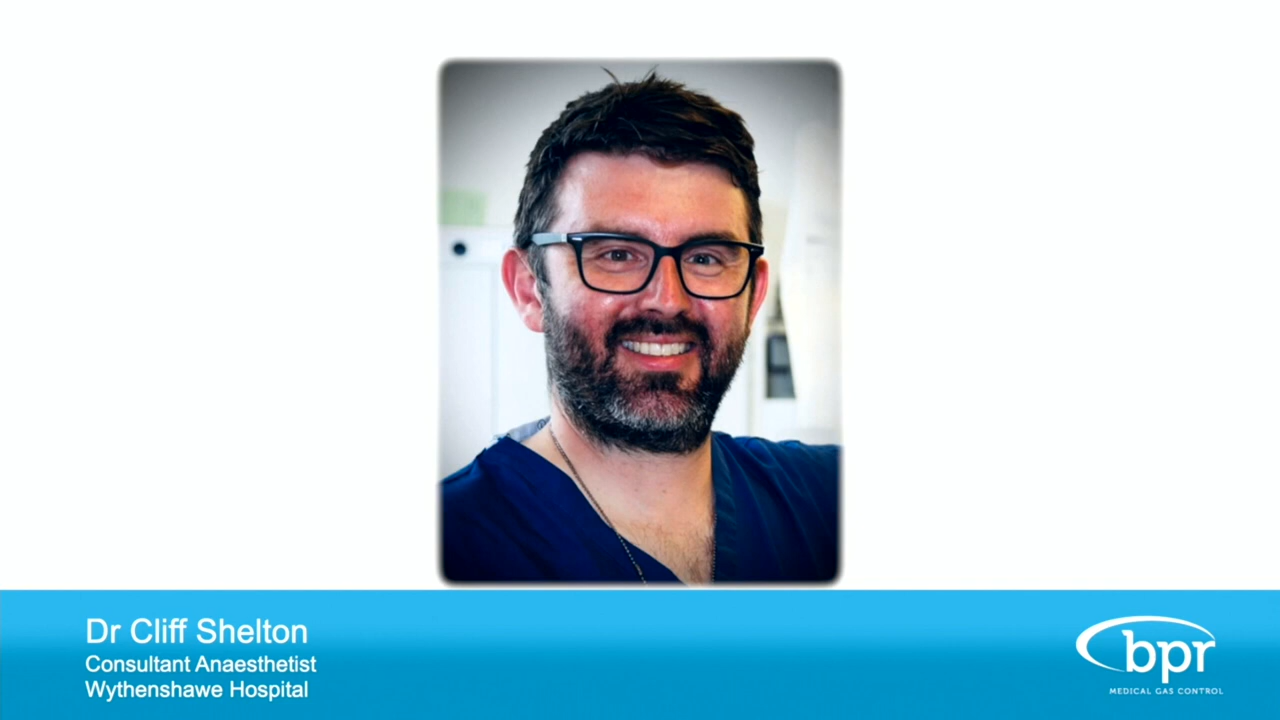 Dr Cliff Shelton
Consultant Anaesthetist
Wythenshawe Hospital
bpr
MEDICAL GAS CONTROL